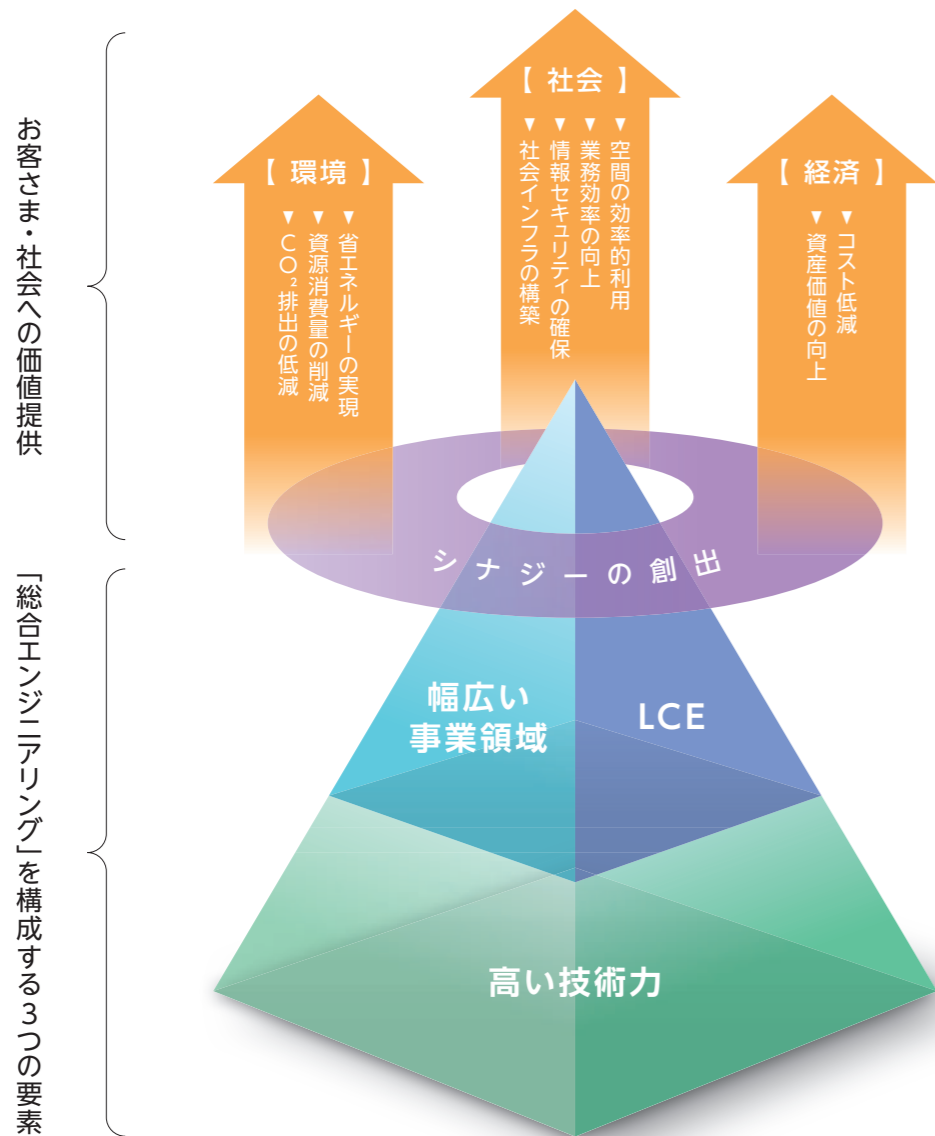 お客さま・社会への価値提供
【 環境 】
▼省エネルギーの実現
▼資源消費量の削減
▼CO₂排出の低減
【 社会 】
▼空間の効率的利用
▼業務効率の向上
▼情報セキュリティの確保
▼社会インフラの構築
【 経済 】
▼コスト低減
▼資産価値の向上
シナジーの創出
「総合エンジニアリング」を構成する3つの要素
幅広い
事業領域
LCE
高い技術力